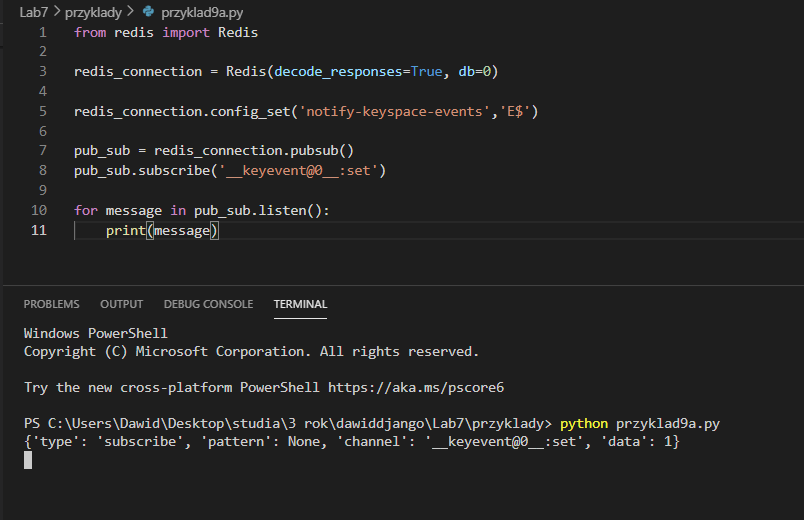 Lab7 > przyklady > przyklad9a.py
1 from redis import Redis
2
3 redis_connection = Redis(decode_responses=True, db=0)
4
5 redis_connection.config_set('notify-keyspace-events','E$')
6
7 pub_sub = redis_connection.pubsub()
8 pub_sub.subscribe('__keyevent@0__:set')
9
10 for message in pub_sub.listen():
11     print(message)
PROBLEMS OUTPUT DEBUG CONSOLE TERMINAL
Windows PowerShell
Copyright (C) Microsoft Corporation. All rights reserved.
Try the new cross-platform PowerShell https://aka.ms/pscore6
PS C:\Users\Dawid\Desktop\studia\3 rok\dawiddjango\Lab7\przyklady> python przyklad9a.py
{'type': 'subscribe', 'pattern': None, 'channel': '__keyevent@0__:set', 'data': 1}